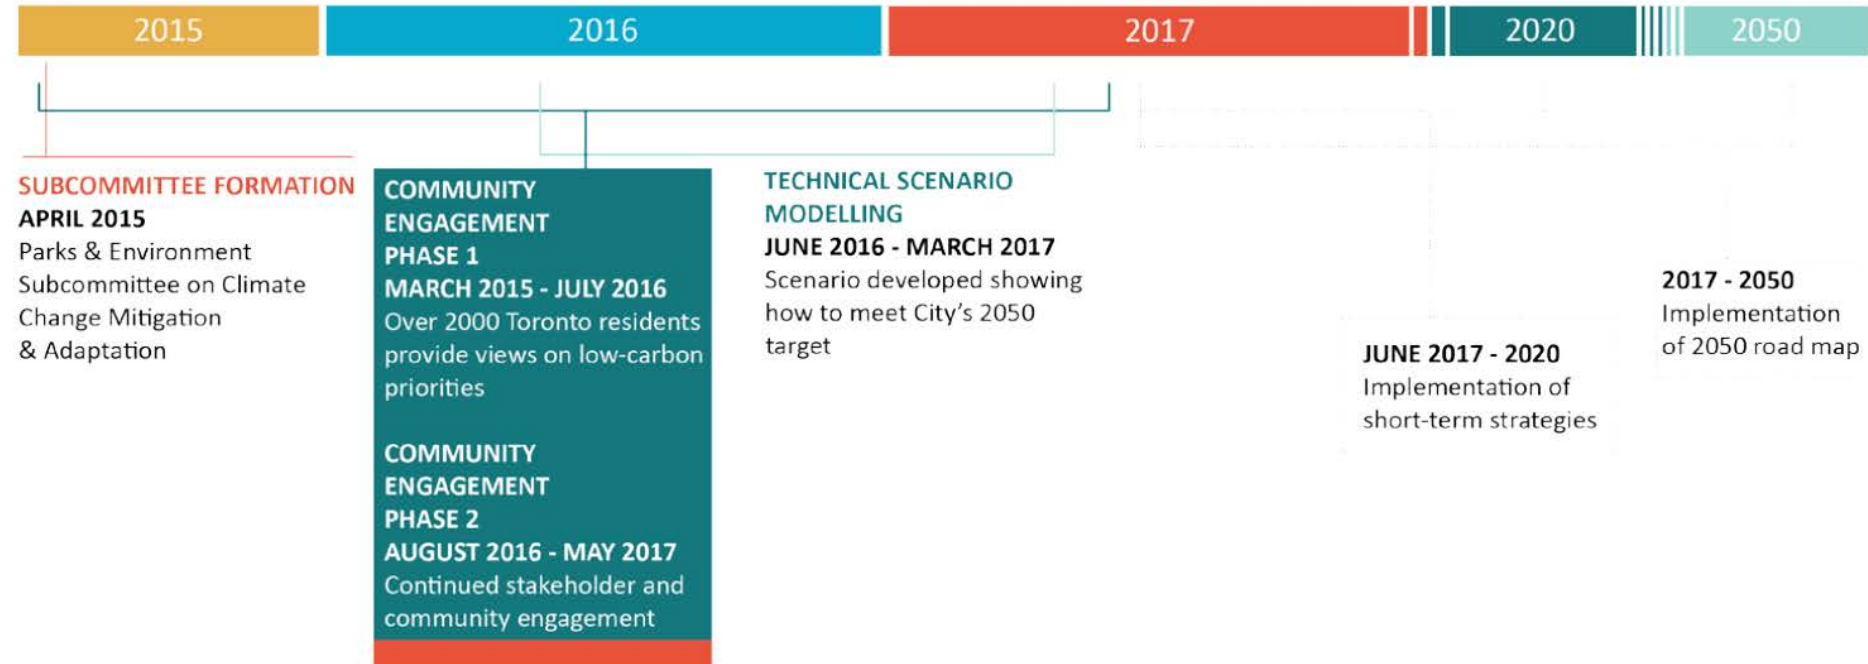 2015
2016
2017
2020
2050
SUBCOMMITTEE FORMATION
APRIL 2015
Parks & Environment
Subcommittee on Climate
Change Mitigation
& Adaptation
COMMUNITY
ENGAGEMENT
PHASE 1
MARCH 2015 - JULY 2016
Over 2000 Toronto residents
provide views on low-carbon
priorities
COMMUNITY
ENGAGEMENT
PHASE 2
AUGUST 2016 - MAY 2017
Continued stakeholder and
community engagement
TECHNICAL SCENARIO
MODELLING
JUNE 2016 - MARCH 2017
Scenario developed showing
how to meet City's 2050
target
JUNE 2017 - 2020
Implementation of
short-term strategies
2017 - 2050
Implementation
of 2050 road map